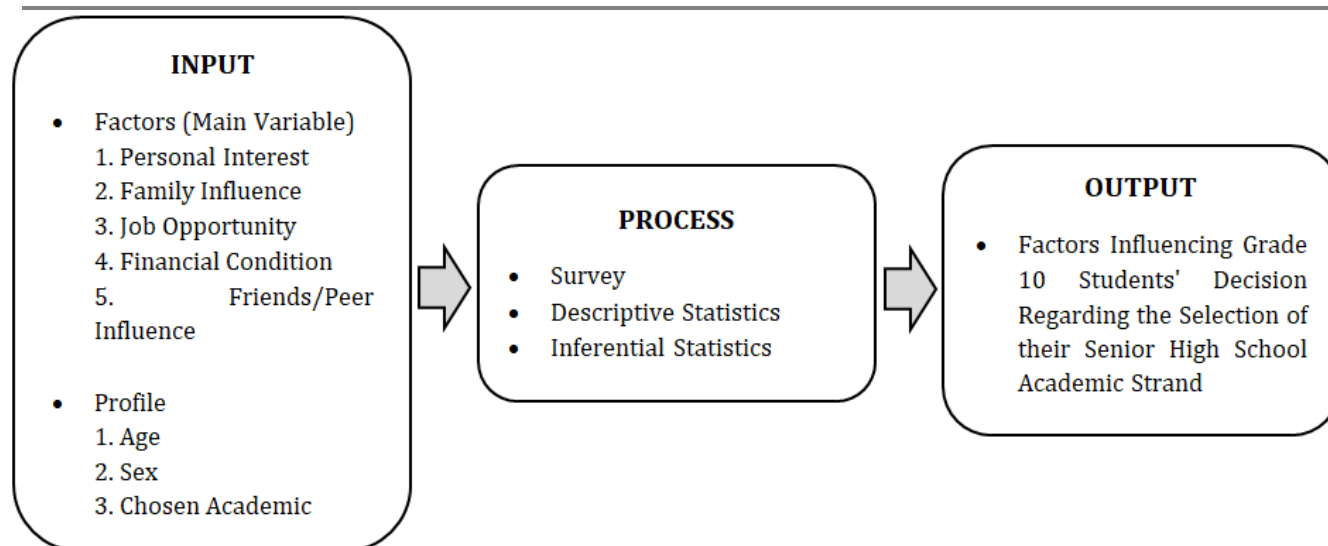 INPUT
• Factors (Main Variable)
1. Personal Interest
2. Family Influence
3. Job Opportunity
4. Financial Condition
5. Friends/Peer
Influence
• Profile
1. Age
2. Sex
3. Chosen Academic
PROCESS
• Survey
• Descriptive Statistics
• Inferential Statistics
OUTPUT
• Factors Influencing Grade
10 Students' Decision
Regarding the Selection of
their Senior High School
Academic Strand